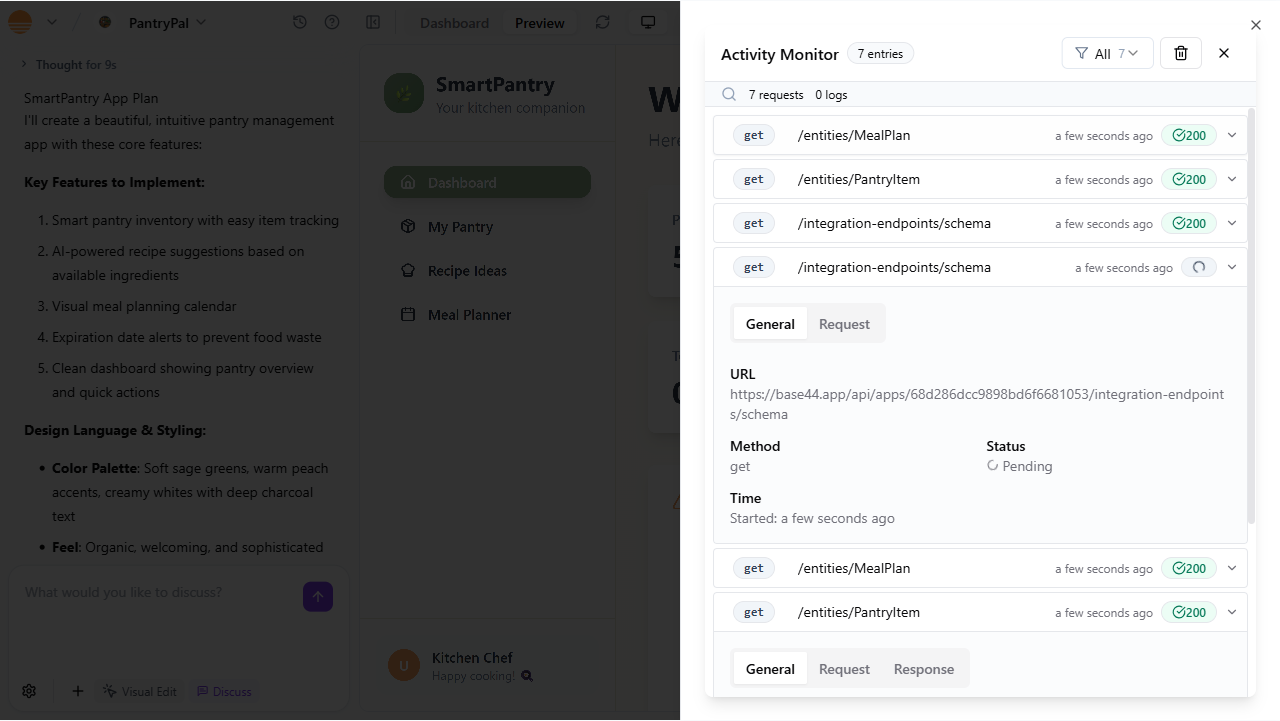 PantryPal
Dashboard
Preview
Thought for 9s
SmartPantry App Plan
I'll create a beautiful, intuitive pantry management
app with these core features:
Key Features to Implement:
1. Smart pantry inventory with easy item tracking
2. AI-powered recipe suggestions based on
available ingredients
3. Visual meal planning calendar
4. Expiration date alerts to prevent food waste
5. Clean dashboard showing pantry overview
and quick actions
Design Language & Styling:
Color Palette: Soft sage greens, warm peach
accents, creamy whites with deep charcoal
text
Feel: Organic, welcoming, and sophisticated
What would you like to discuss?
Visual Edit
Discuss
SmartPantry
Your kitchen companion
Dashboard
My Pantry
Recipe Ideas
Meal Planner
U
Kitchen Chef
Happy cooking!
Activity Monitor
7 entries
All 7
7 requests 0 logs
get /entities/MealPlan a few seconds ago 200
get /entities/PantryItem a few seconds ago 200
get /integration-endpoints/schema a few seconds ago 200
get /integration-endpoints/schema a few seconds ago
General Request
URL
https://base44.app/api/apps/68d286dcc9898bd6f6681053/integration-endpoint
s/schema
Method Status
get Pending
Time
Started: a few seconds ago
get /entities/MealPlan a few seconds ago 200
get /entities/PantryItem a few seconds ago 200
General Request Response